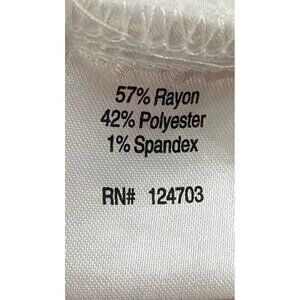 57% Rayon
42% Polyester
1% Spandex
RN# 124703